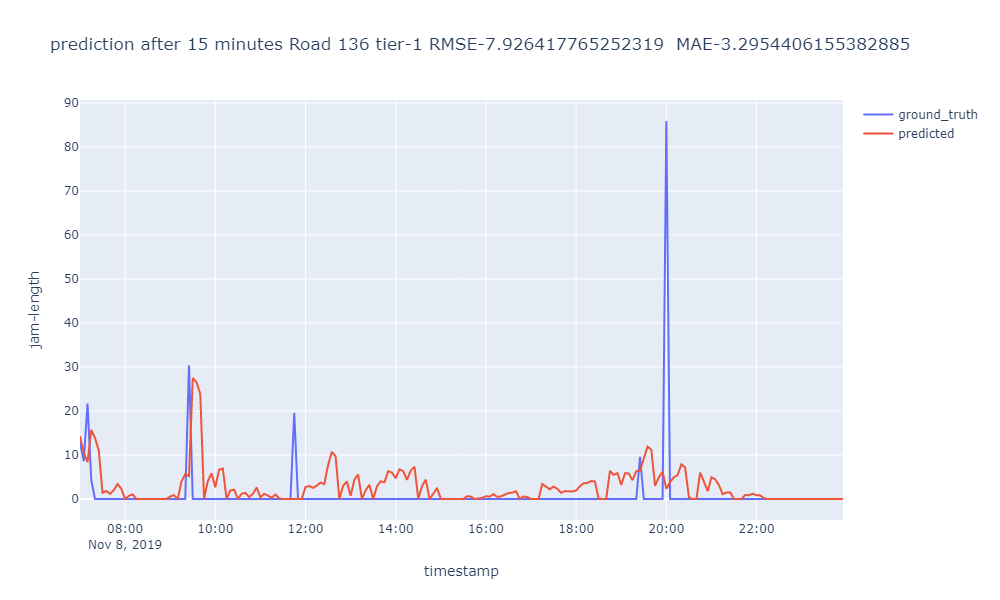 prediction after 15 minutes Road 136 tier-1 RMSE-7.926417765252319  MAE-3.2954406155382885
ground_truth
predicted
90
80
70
60
50
40
30
20
10
0
jam-length
08:00 10:00 12:00 14:00 16:00 18:00 20:00 22:00
Nov 8, 2019
timestamp